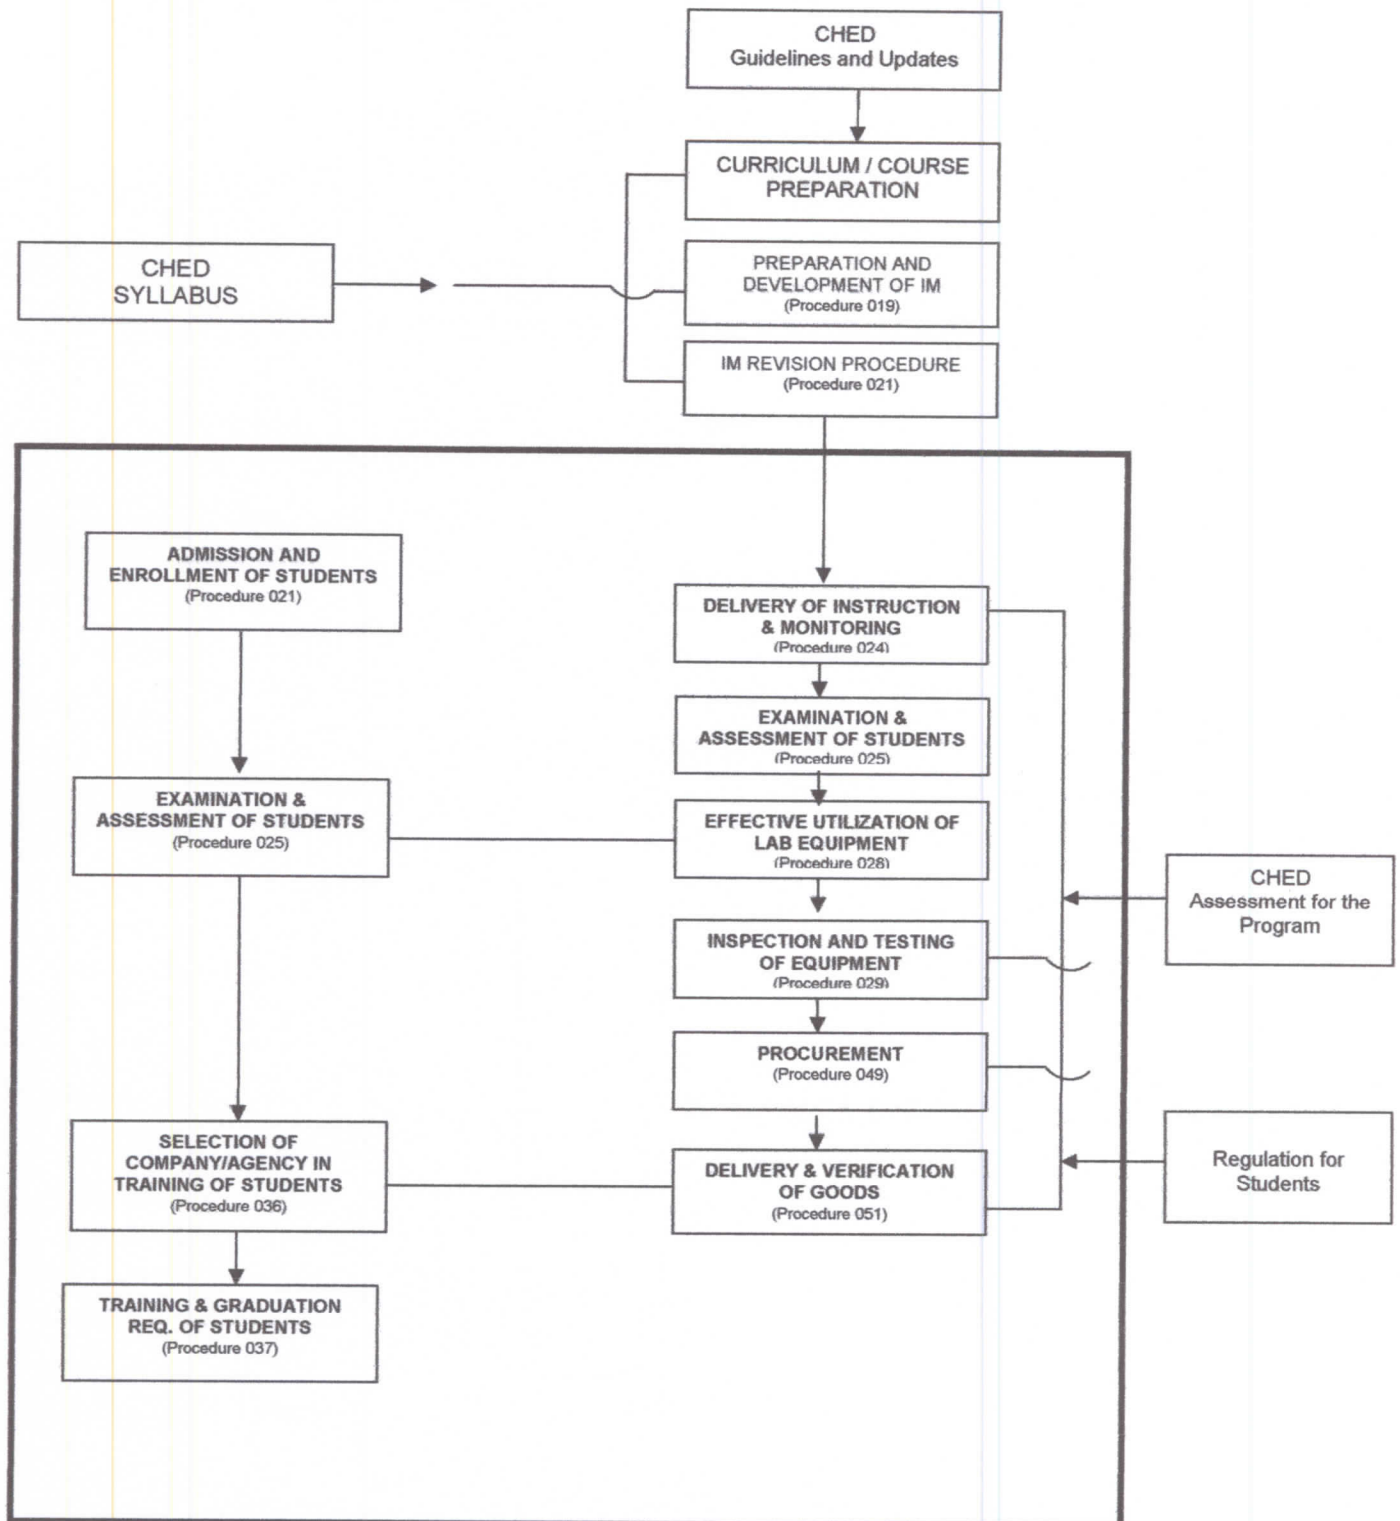 CHED
Guidelines and Updates
CURRICULUM / COURSE
PREPARATION
CHED
SYLLABUS
PREPARATION AND
DEVELOPMENT OF IM
(Procedure 019)
IM REVISION PROCEDURE
(Procedure 021)
ADMISSION AND
ENROLLMENT OF STUDENTS
(Procedure 021)
EXAMINATION &
ASSESSMENT OF STUDENTS
(Procedure 025)
SELECTION OF
COMPANY/AGENCY IN
TRAINING OF STUDENTS
(Procedure 036)
TRAINING & GRADUATION
REQ. OF STUDENTS
(Procedure 037)
DELIVERY OF INSTRUCTION
& MONITORING
(Procedure 024)
EXAMINATION &
ASSESSMENT OF STUDENTS
(Procedure 025)
EFFECTIVE UTILIZATION OF
LAB EQUIPMENT
(Procedure 028)
INSPECTION AND TESTING
OF EQUIPMENT
(Procedure 029)
PROCUREMENT
(Procedure 049)
DELIVERY & VERIFICATION
OF GOODS
(Procedure 051)
CHED
Assessment for the
Program
Regulation for
Students